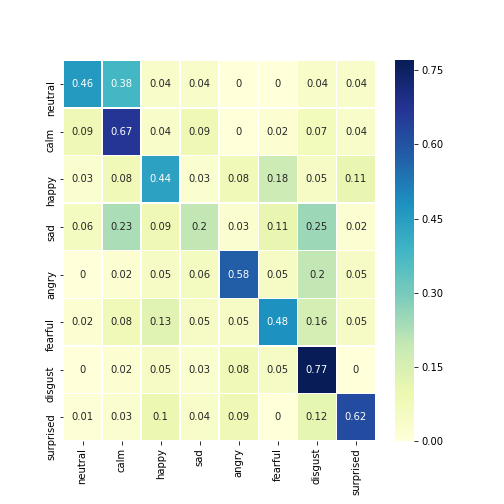 neutral 0.46 0.38 0.04 0.04 0 0 0.04 0.04
calm 0.09 0.67 0.04 0.09 0 0.02 0.07 0.04
happy 0.03 0.08 0.44 0.03 0.08 0.18 0.05 0.11
sad 0.06 0.23 0.09 0.2 0.03 0.11 0.25 0.02
angry 0 0.02 0.05 0.06 0.58 0.05 0.2 0.05
fearful 0.02 0.08 0.13 0.05 0.05 0.48 0.16 0.05
disgust 0 0.02 0.05 0.03 0.08 0.05 0.77 0
surprised 0.01 0.03 0.1 0.04 0.09 0 0.12 0.62
neutral calm happy sad angry fearful disgust surprised
0.75
0.60
0.45
0.30
0.15
0.00